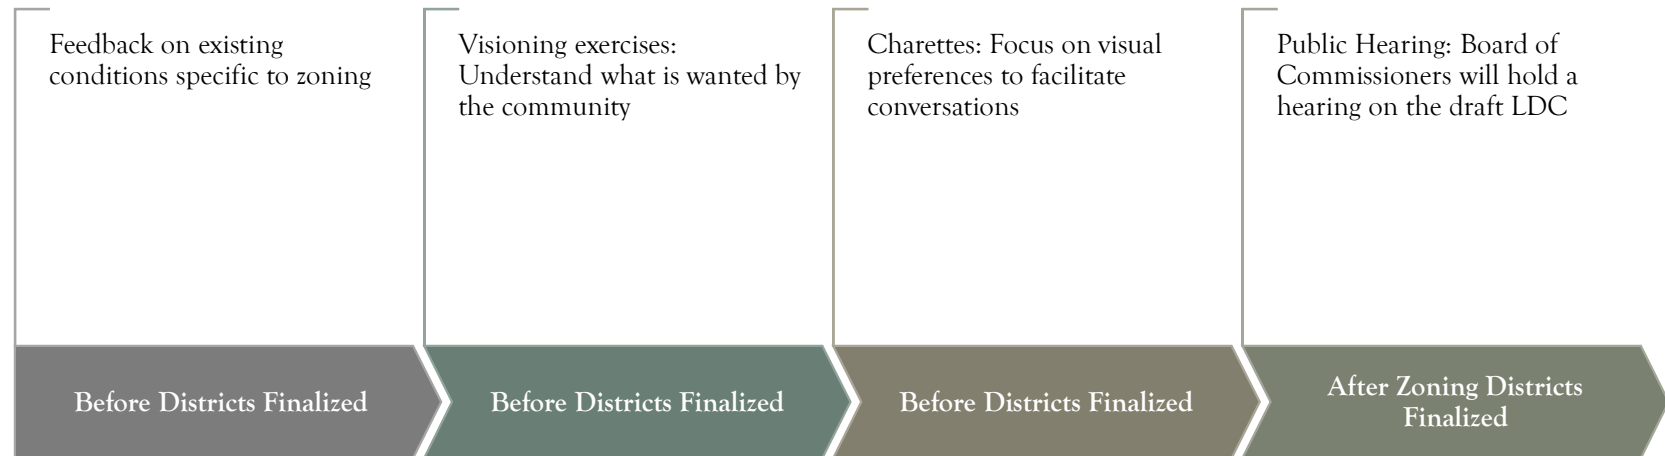 Feedback on existing
conditions specific to zoning
Visioning exercises:
Understand what is wanted by
the community
Charettes: Focus on visual
preferences to facilitate
conversations
Public Hearing: Board of
Commissioners will hold a
hearing on the draft LDC
Before Districts Finalized
Before Districts Finalized
Before Districts Finalized
After Zoning Districts
Finalized